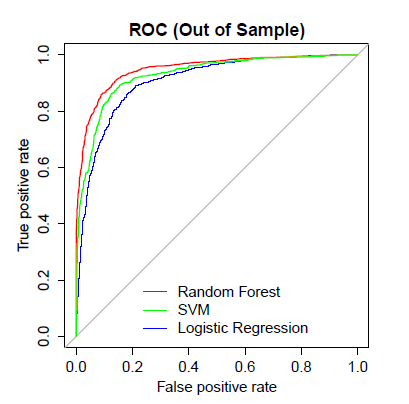 ROC (Out of Sample)
True positive rate
1.0
0.8
0.6
0.4
0.2
0.0
Random Forest
SVM
Logistic Regression
0.0 0.2 0.4 0.6 0.8 1.0
False positive rate